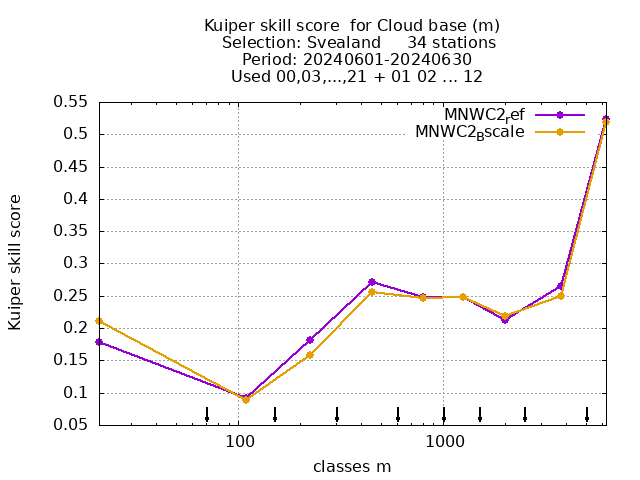 Kuiper skill score  for Cloud base (m)
Selection: Svealand     34 stations
Period: 20240601-20240630
Used 00,03,...,21 + 01 02 ... 12
MNWC2ref
MNWC2Bscale
0.55
0.5
0.45
0.4
0.35
0.3
0.25
0.2
0.15
0.1
0.05
Kuiper skill score
100
1000
classes m